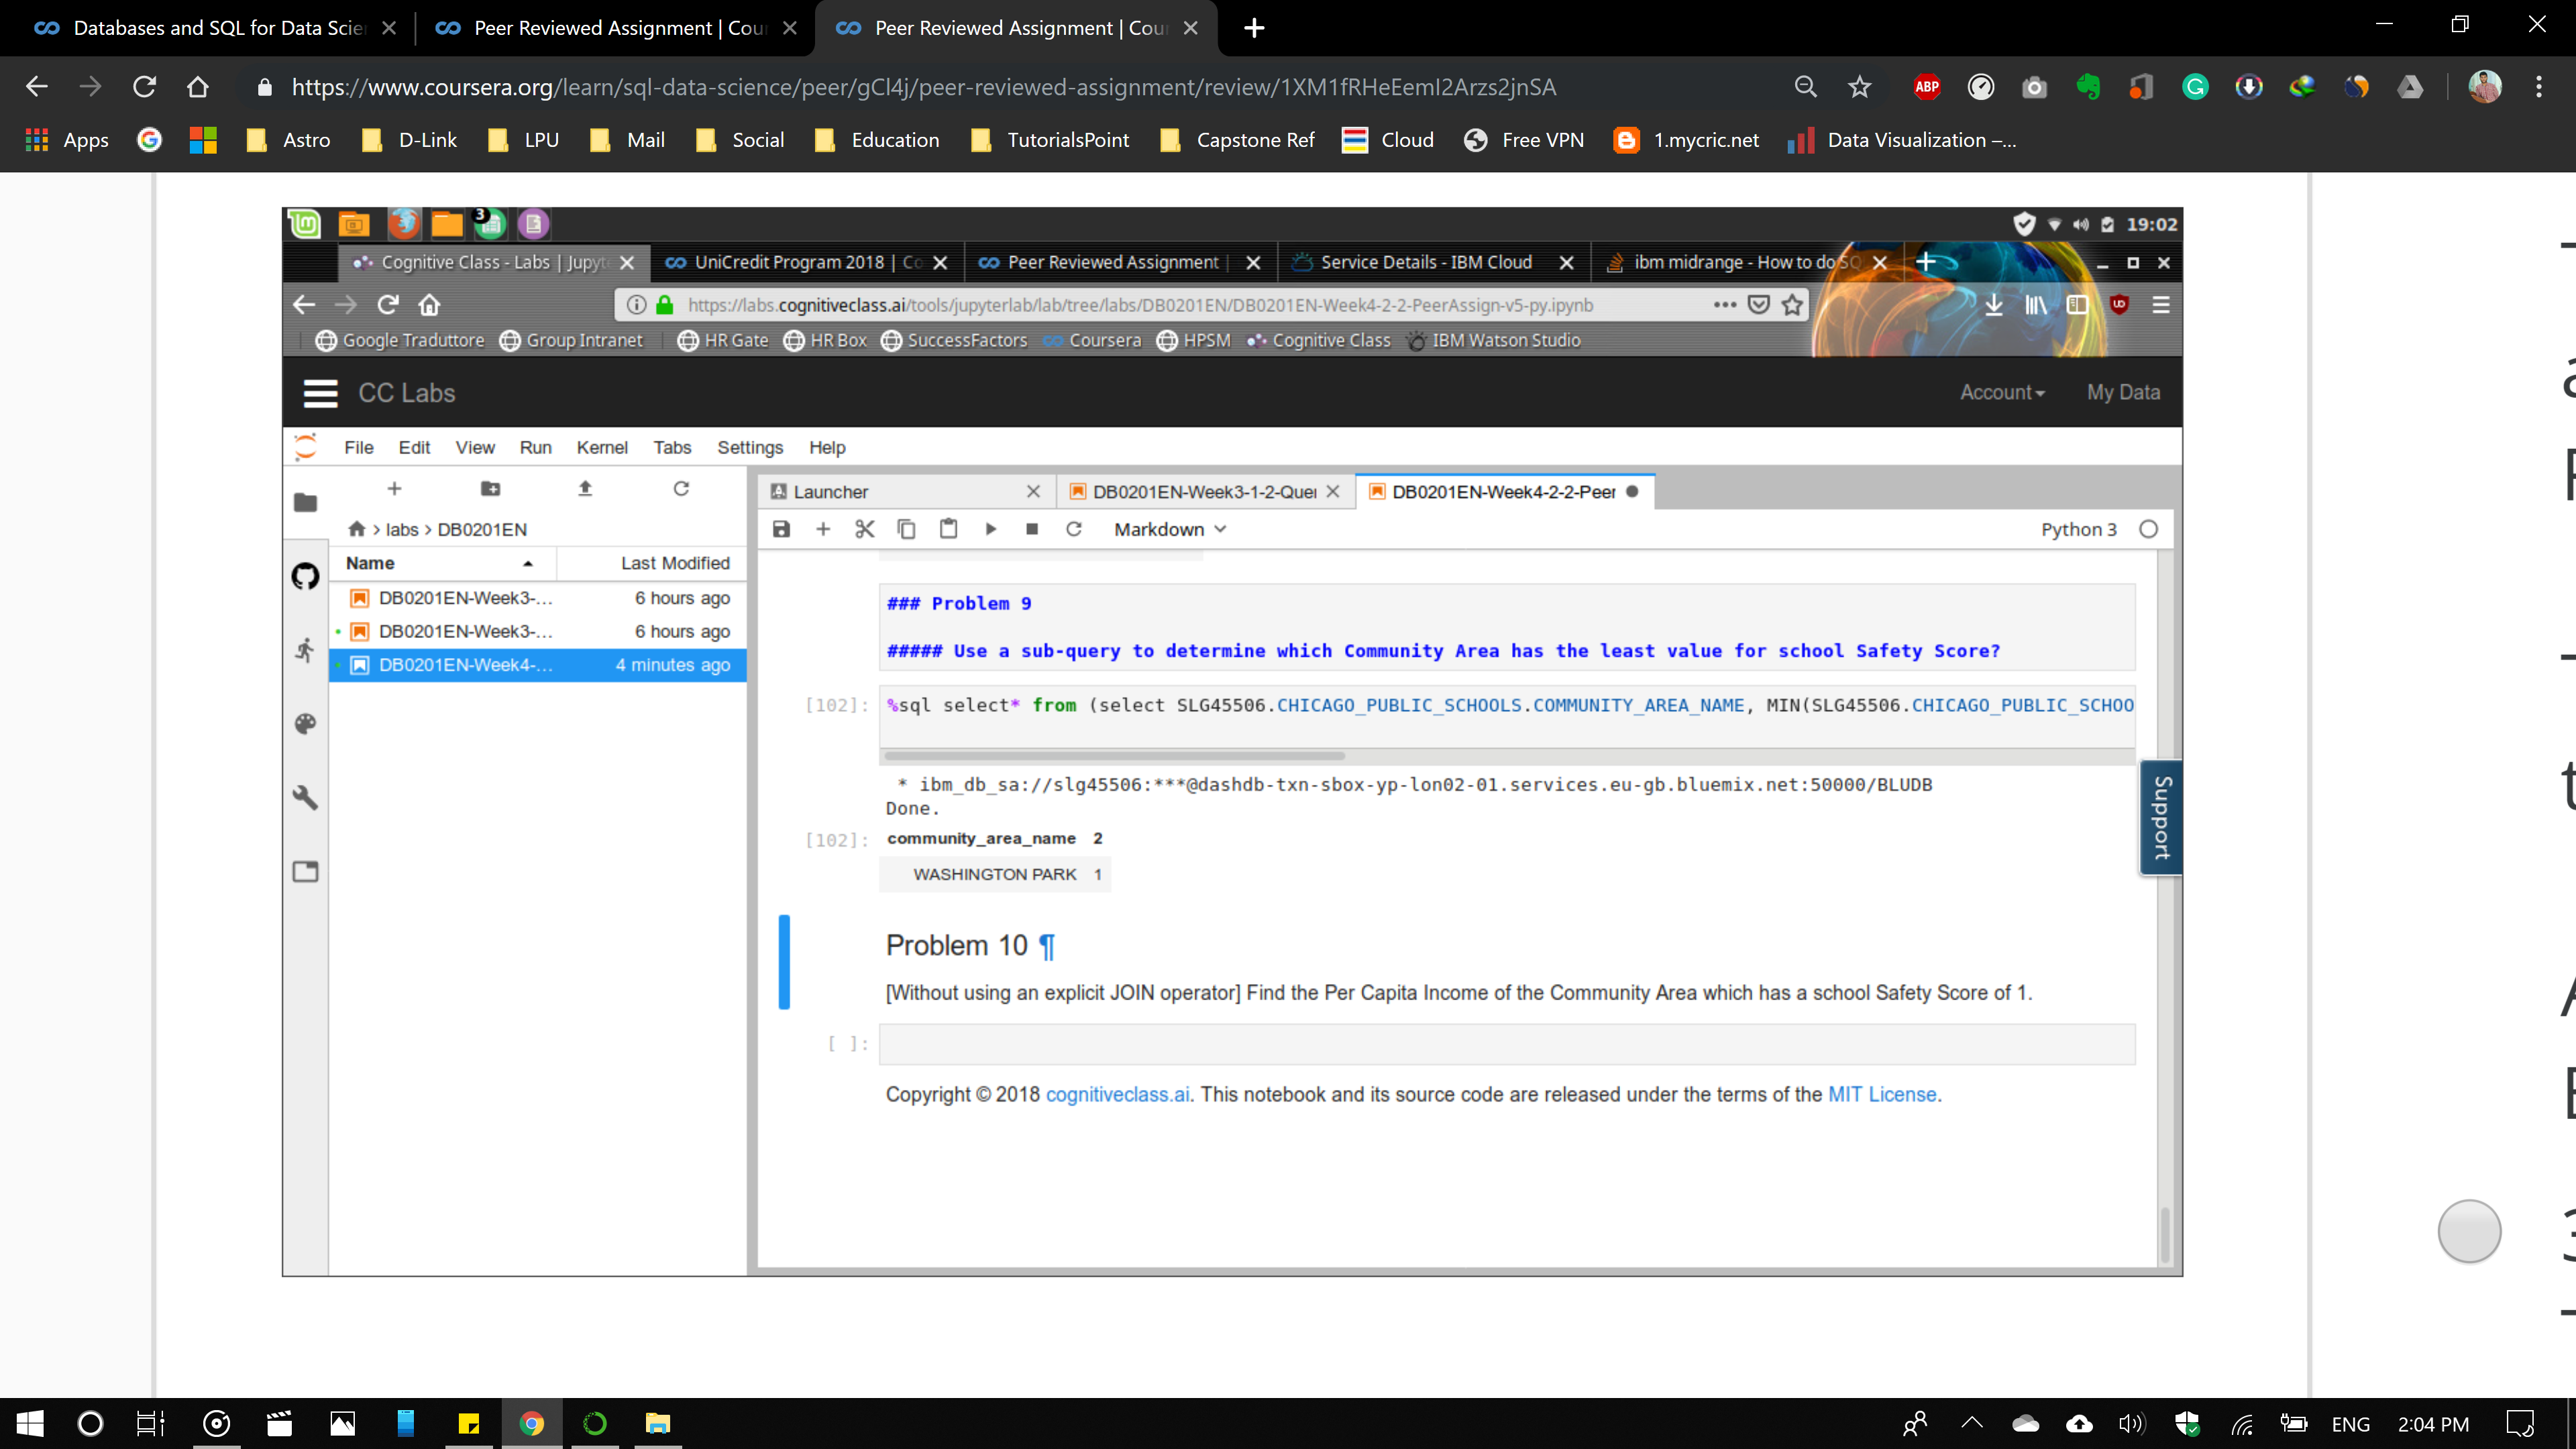 Databases and SQL for Data Scie
Peer Reviewed Assignment | Cour
Peer Reviewed Assignment | Cour
https://www.coursera.org/learn/sql-data-science/peer/gCl4j/peer-reviewed-assignment/review/1XM1fRHeEemI2Arzs2jnSA
ABP
Apps
Astro
D-Link
LPU
Mail
Social
Education
TutorialsPoint
Capstone Ref
Cloud
Free VPN
1.mycric.net
Data Visualization –...
3
19:02
Cognitive Class - Labs | Jupyte
UniCredit Program 2018 | Co
Peer Reviewed Assignment |
Service Details - IBM Cloud
ibm midrange - How to do SQ
https://labs.cognitiveclass.ai/tools/jupyterlab/lab/tree/labs/DB0201EN/DB0201EN-Week4-2-2-PeerAssign-v5-py.ipynb
Google Traduttore
Group Intranet
HR Gate
HR Box
SuccessFactors
Coursera
HPSM
Cognitive Class
IBM Watson Studio
CC Labs
Account
My Data
File Edit View Run Kernel Tabs Settings Help
Launcher
DB0201EN-Week3-1-2-Quer
DB0201EN-Week4-2-2-Peer
> labs > DB0201EN
Markdown
Python 3
Name
Last Modified
DB0201EN-Week3-... 6 hours ago
DB0201EN-Week3-... 6 hours ago
DB0201EN-Week4-... 4 minutes ago
### Problem 9
##### Use a sub-query to determine which Community Area has the least value for school Safety Score?
[102]: %sql select* from (select SLG45506.CHICAGO_PUBLIC_SCHOOLS.COMMUNITY_AREA_NAME, MIN(SLG45506.CHICAGO_PUBLIC_SCHOO
* ibm_db_sa://slg45506:***@dashdb-txn-sbox-yp-lon02-01.services.eu-gb.bluemix.net:50000/BLUDB
Done.
[102]: community_area_name 2
WASHINGTON PARK 1
Support
Problem 10 ¶
[Without using an explicit JOIN operator] Find the Per Capita Income of the Community Area which has a school Safety Score of 1.
[ ]:
Copyright © 2018 cognitiveclass.ai. This notebook and its source code are released under the terms of the MIT License.
ENG
2:04 PM